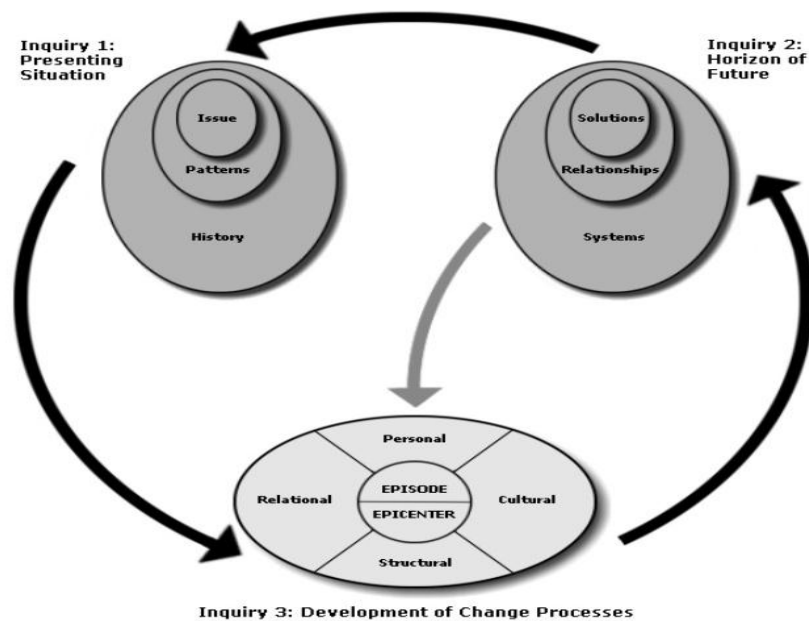 Inquiry 1:
Presenting
Situation
Inquiry 2:
Horizon of
Future
Issue
Patterns
History
Solutions
Relationships
Systems
Personal
Relational
EPISODE
EPICENTER
Cultural
Structural
Inquiry 3: Development of Change Processes